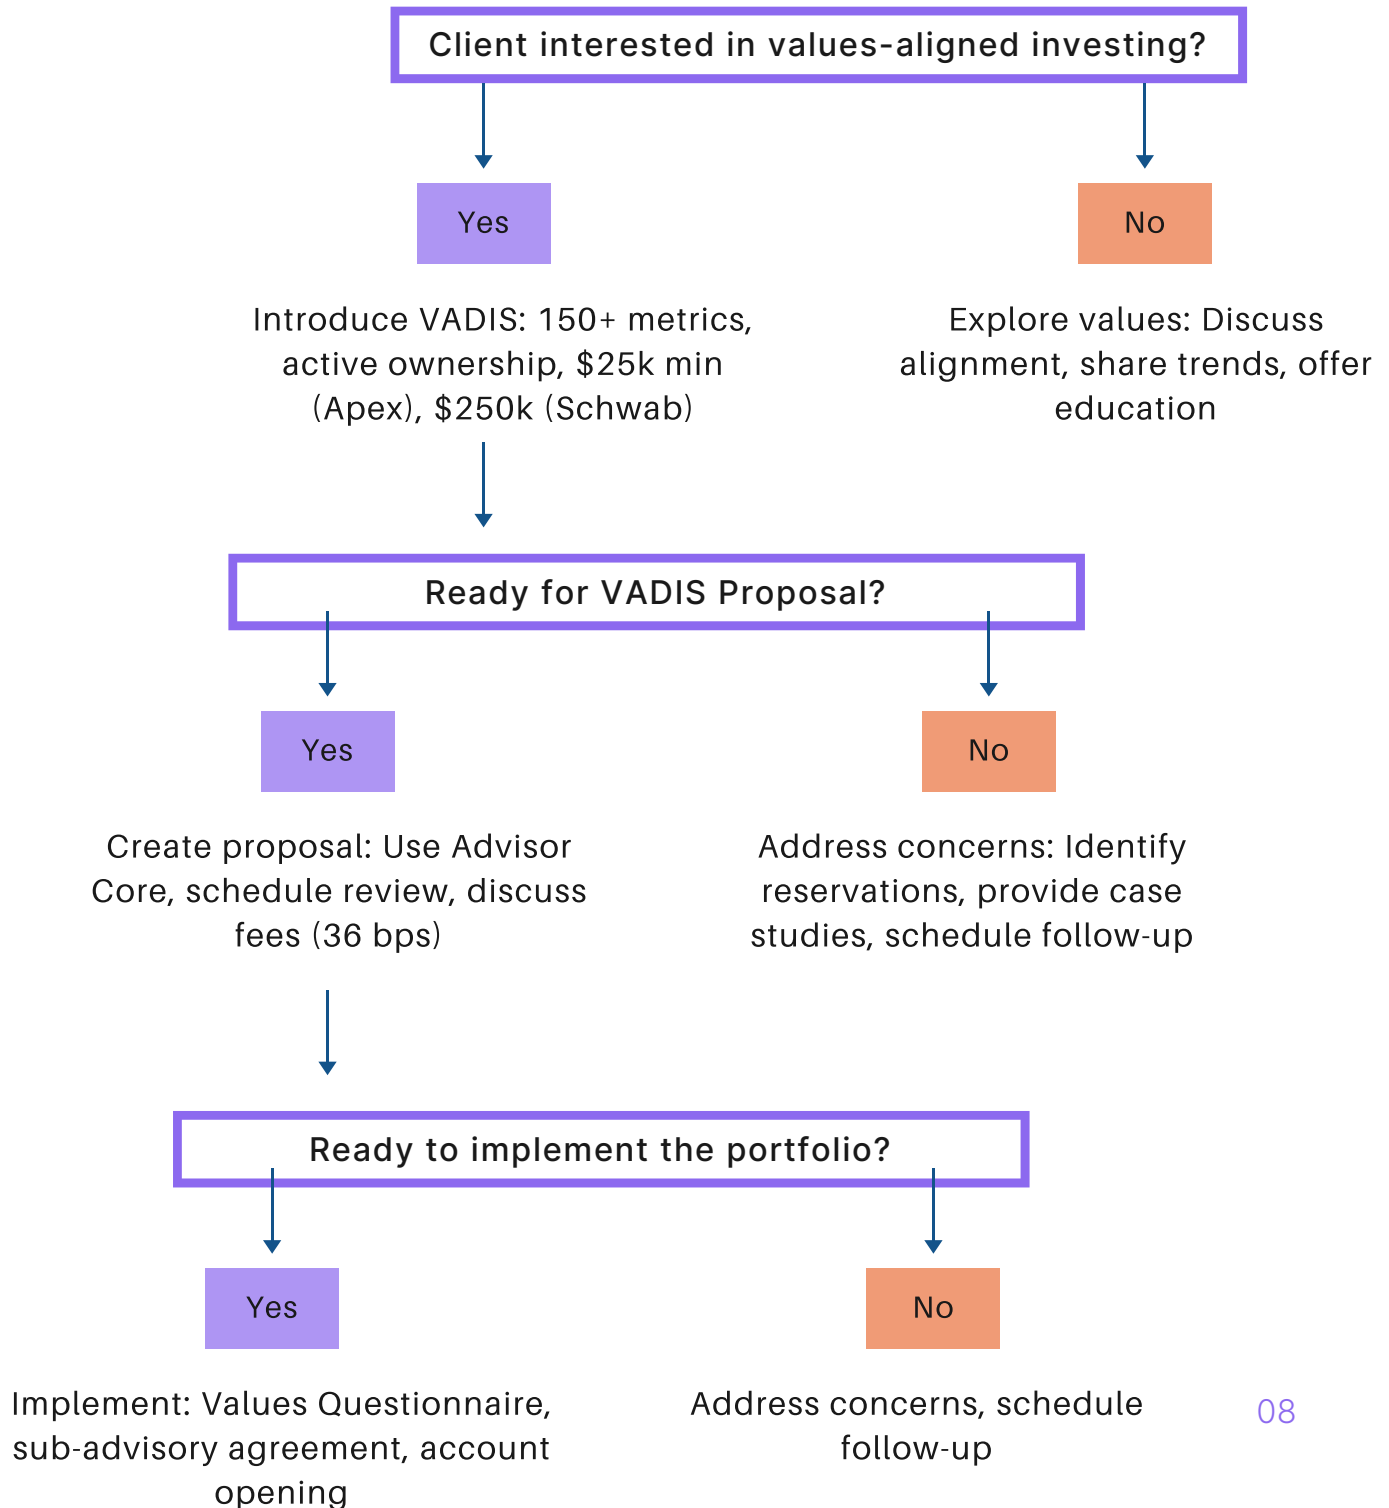 Client interested in values-aligned investing?
Yes
No
Introduce VADIS: 150+ metrics,
active ownership, $25k min
(Apex), $250k (Schwab)
Explore values: Discuss
alignment, share trends, offer
education
Ready for VADIS Proposal?
Yes
No
Create proposal: Use Advisor
Core, schedule review, discuss
fees (36 bps)
Address concerns: Identify
reservations, provide case
studies, schedule follow-up
Ready to implement the portfolio?
Yes
No
Implement: Values Questionnaire,
sub-advisory agreement, account
opening
Address concerns, schedule
follow-up
08